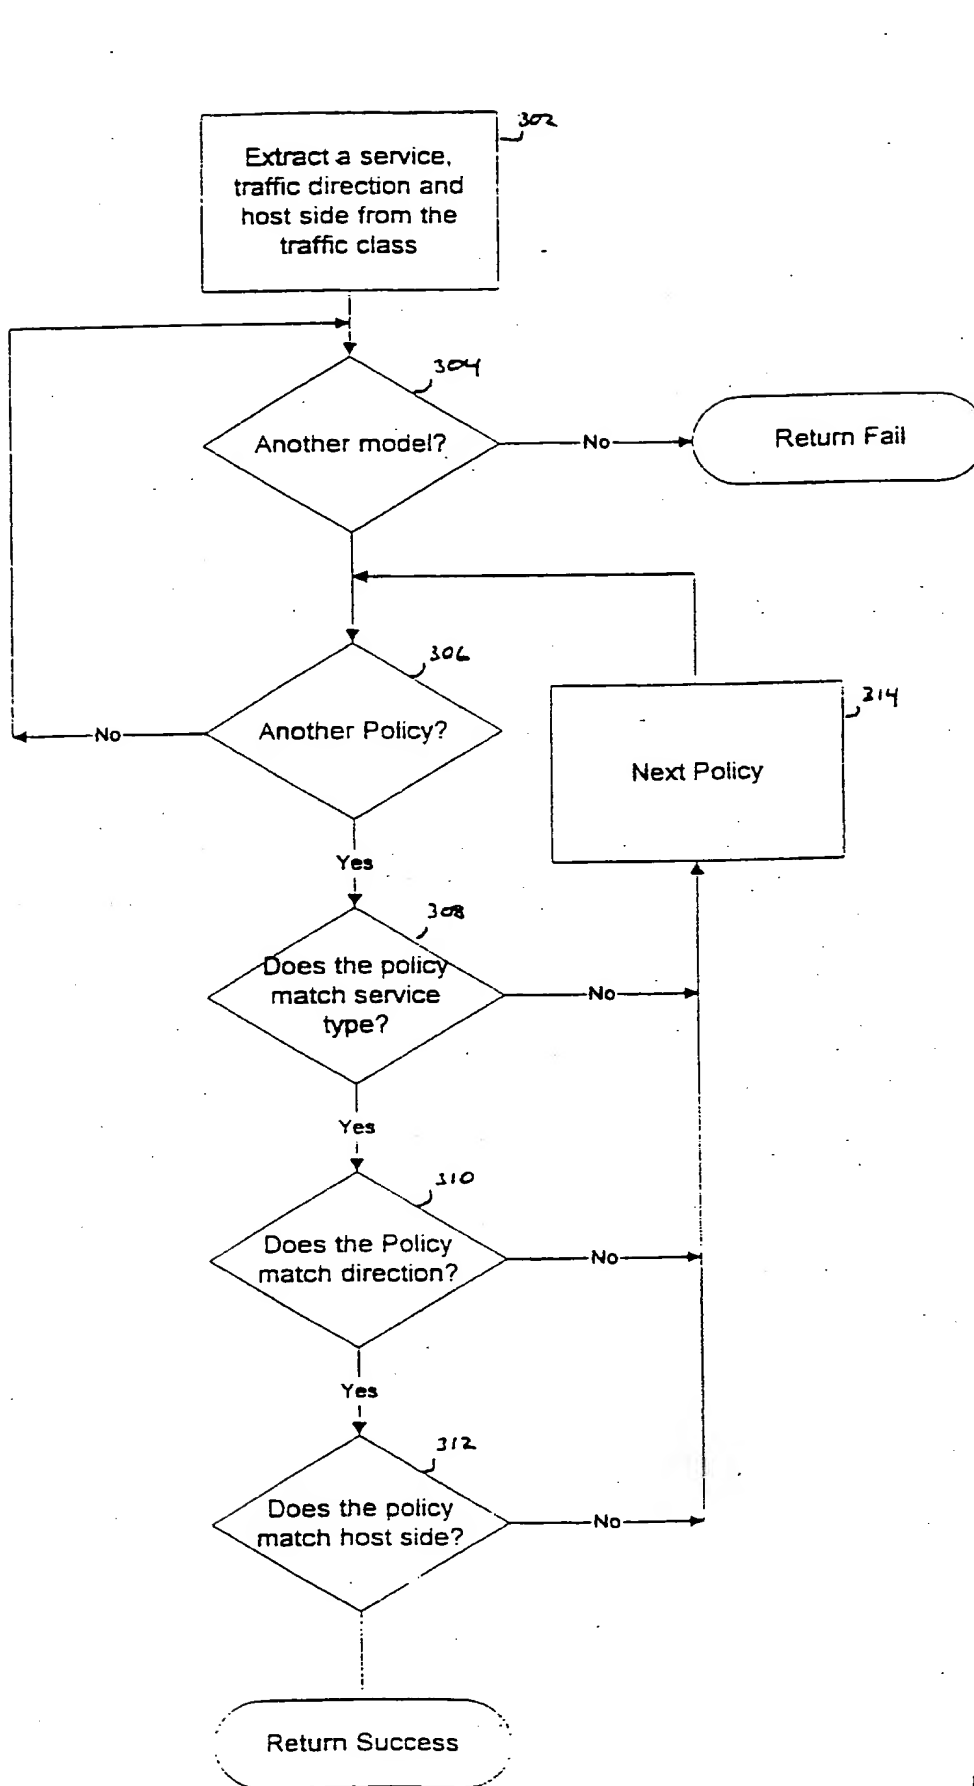 302
Extract a service,
traffic direction and
host side from the
traffic class
304
Another model?
No
Return Fail
306
Another Policy?
No
314
Next Policy
Yes
308
Does the policy
match service
type?
No
Yes
310
Does the Policy
match direction?
No
Yes
312
Does the policy
match host side?
No
Return Success